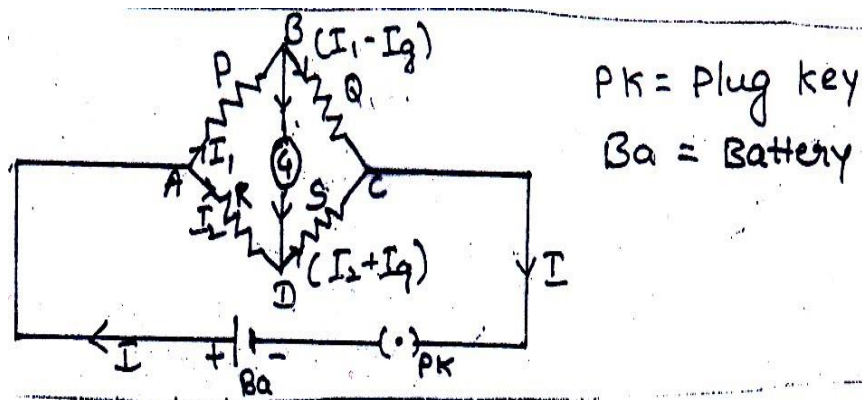 B
(I₁-Ig)
P
Q
PK = Plug key
Ba = Battery
I₁
G
A
C
I₂
R
S
D
(I₂+Ig)
I
I
+
-
(•)
PK
Ba